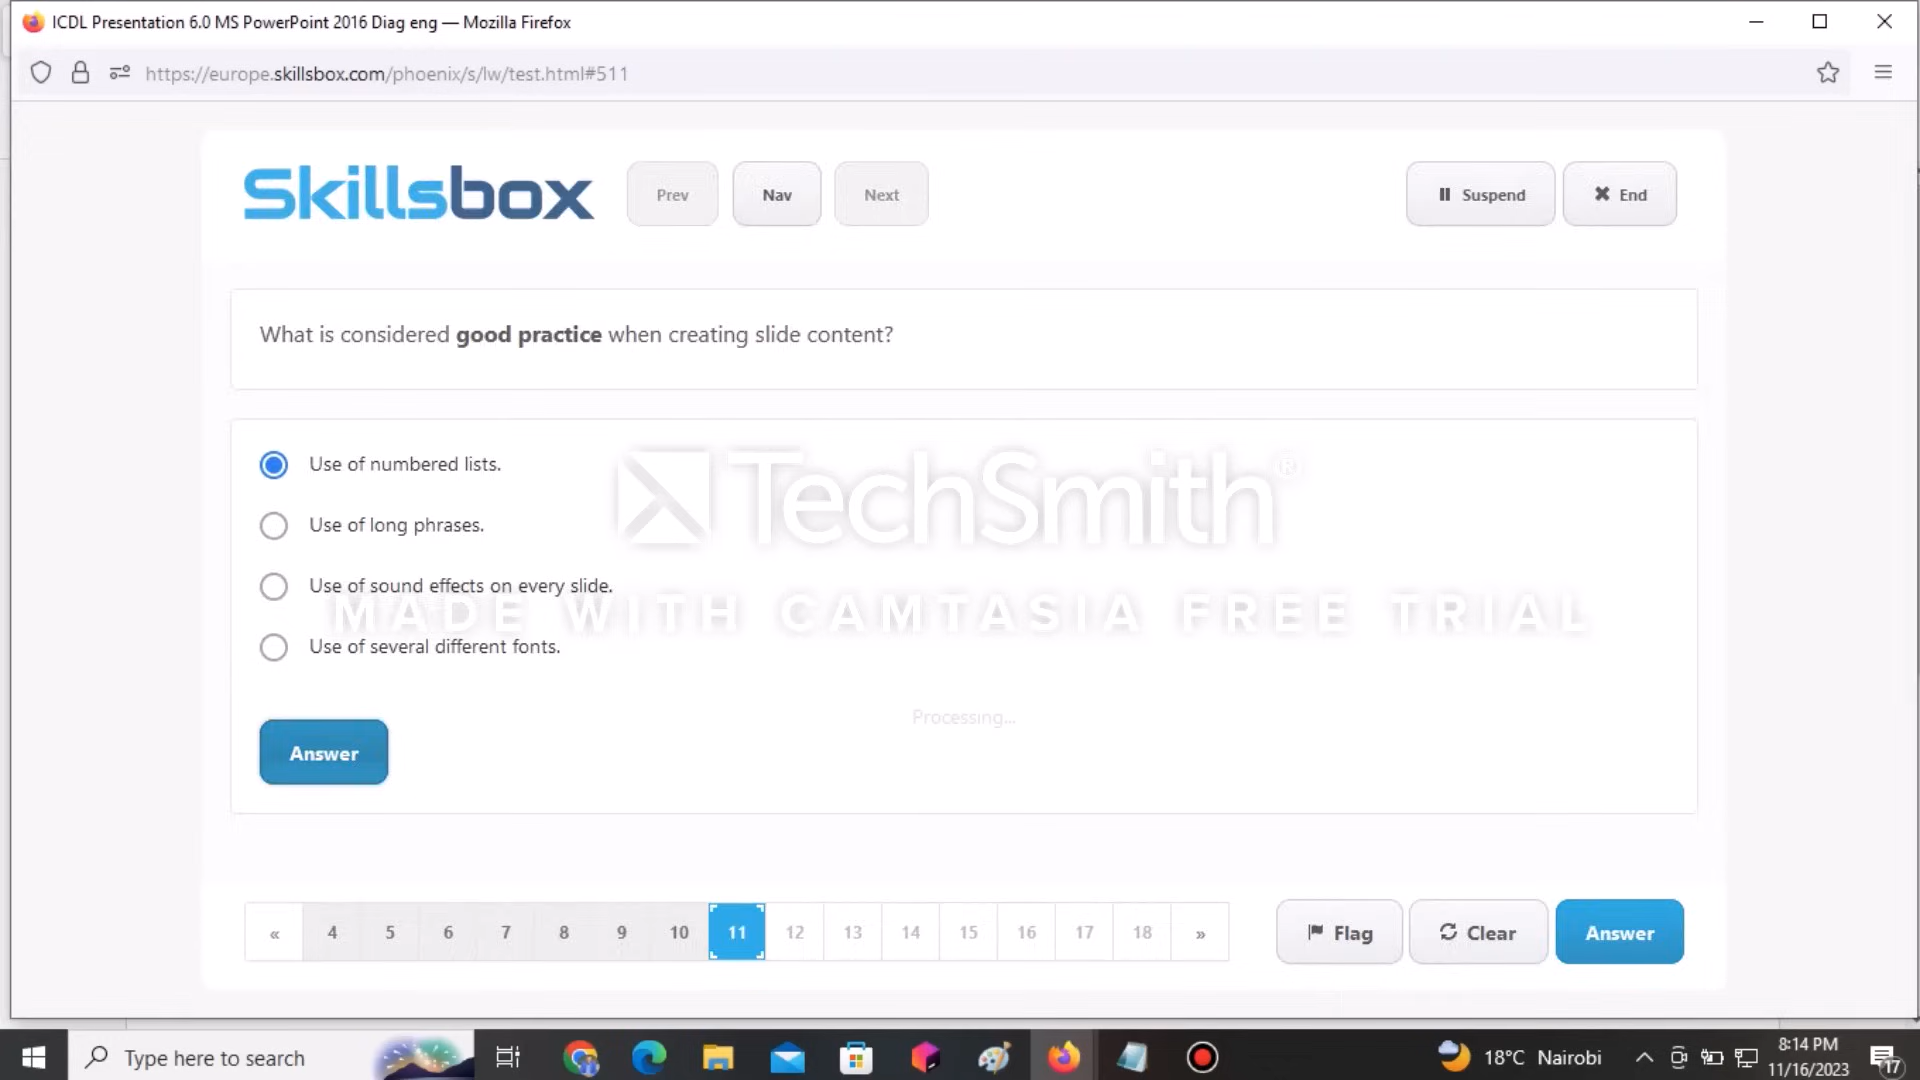 ICDL Presentation 6.0 MS PowerPoint 2016 Diag eng — Mozilla Firefox
https://europe.skillsbox.com/phoenix/s/lw/test.html#511
Skillsbox
Prev
Nav
Next
Suspend
End
What is considered good practice when creating slide content?
Use of numbered lists.
Use of long phrases.
Use of sound effects on every slide.
Use of several different fonts.
TechSmith®
MADE WITH CAMTASIA FREE TRIAL
Processing...
Answer
« 4 5 6 7 8 9 10 11 12 13 14 15 16 17 18 »
Flag
Clear
Answer
Type here to search
18°C Nairobi
8:14 PM
11/16/2023
17